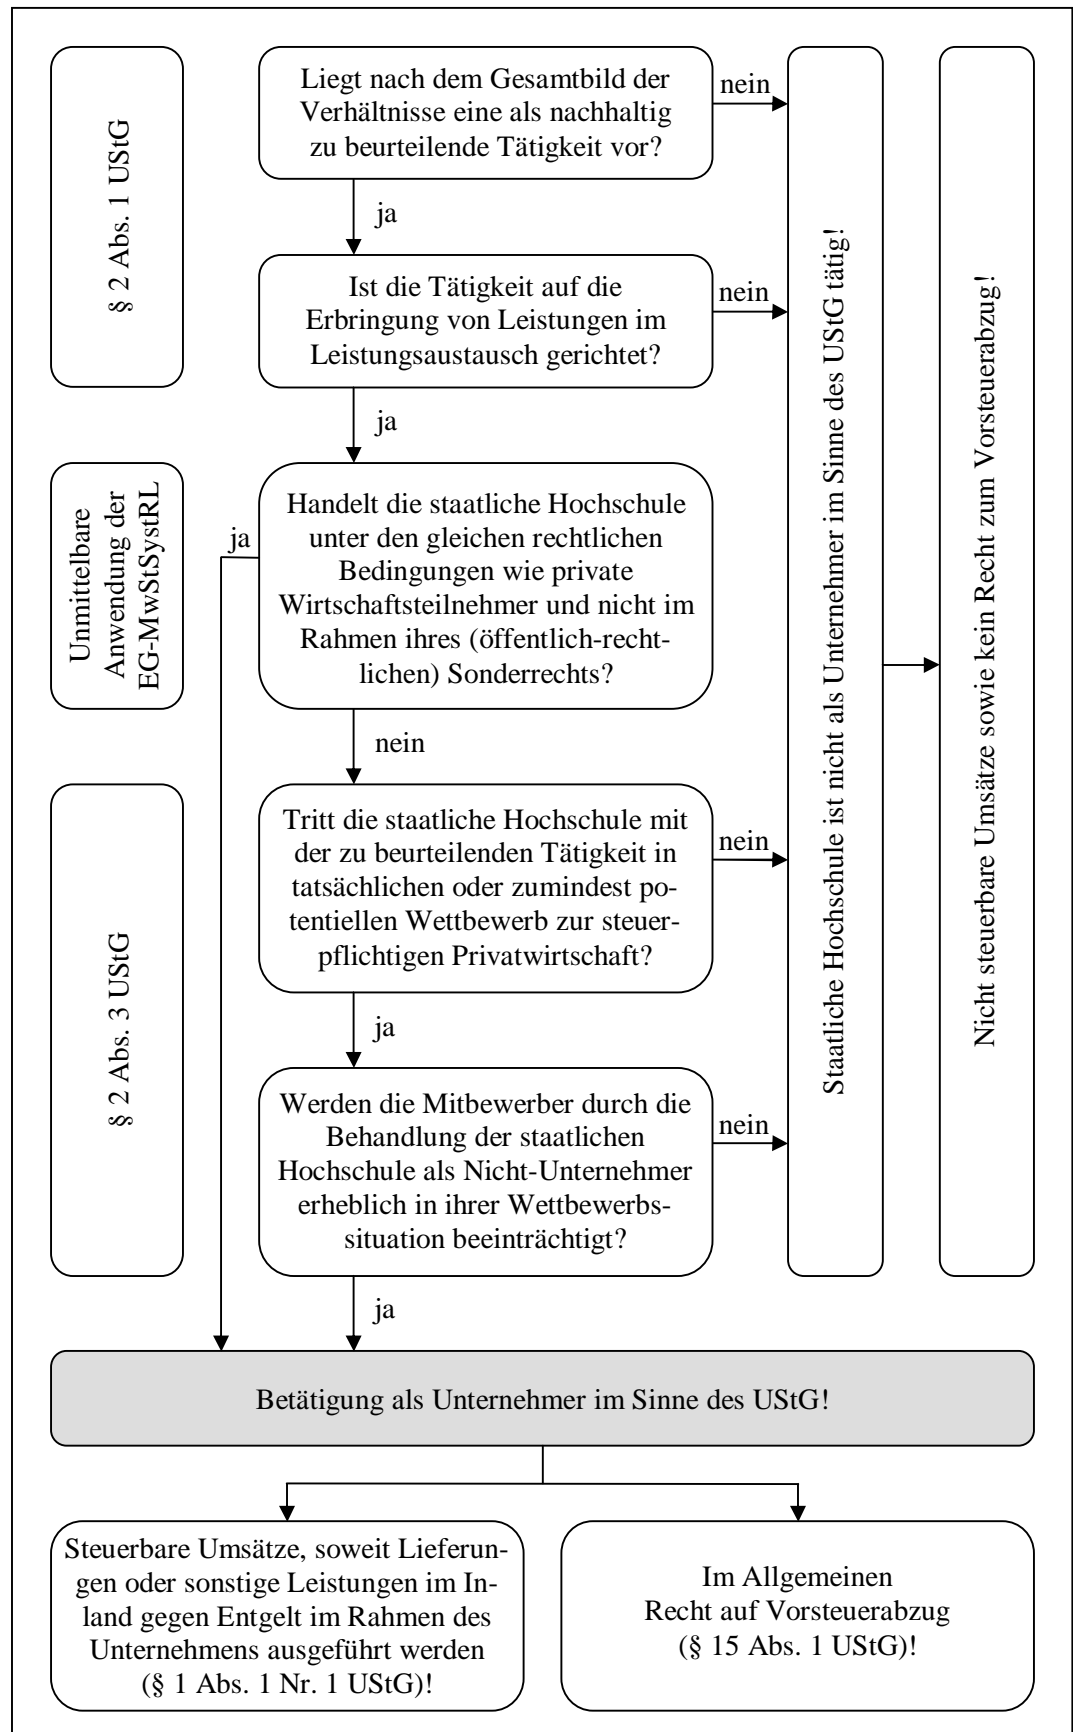 § 2 Abs. 1 UStG
Liegt nach dem Gesamtbild der
Verhältnisse eine als nachhaltig
zu beurteilende Tätigkeit vor?
nein
ja
Ist die Tätigkeit auf die
Erbringung von Leistungen im
Leistungsaustausch gerichtet?
nein
ja
Unmittelbare
Anwendung der
EG-MwStSystRL
Handelt die staatliche Hochschule
unter den gleichen rechtlichen
Bedingungen wie private
Wirtschaftsteilnehmer und nicht im
Rahmen ihres (öffentlich-recht-
lichen) Sonderrechts?
ja
nein
§ 2 Abs. 3 UStG
Tritt die staatliche Hochschule mit
der zu beurteilenden Tätigkeit in
tatsächlichen oder zumindest po-
tentiellen Wettbewerb zur steuer-
pflichtigen Privatwirtschaft?
nein
ja
Werden die Mitbewerber durch die
Behandlung der staatlichen
Hochschule als Nicht-Unternehmer
erheblich in ihrer Wettbewerbs-
situation beeinträchtigt?
nein
ja
Staatliche Hochschule ist nicht als Unternehmer im Sinne des UStG tätig!
Nicht steuerbare Umsätze sowie kein Recht zum Vorsteuerabzug!
Betätigung als Unternehmer im Sinne des UStG!
Steuerbare Umsätze, soweit Lieferun-
gen oder sonstige Leistungen im In-
land gegen Entgelt im Rahmen des
Unternehmens ausgeführt werden
(§ 1 Abs. 1 Nr. 1 UStG)!
Im Allgemeinen
Recht auf Vorsteuerabzug
(§ 15 Abs. 1 UStG)!